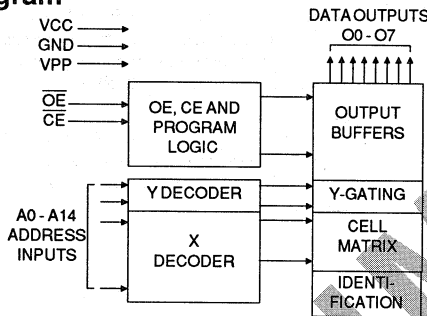 VCC
GND
VPP
OE
CE
OE, CE AND
PROGRAM
LOGIC
DATA OUTPUTS
O0 - O7
OUTPUT
BUFFERS
A0 - A14
ADDRESS
INPUTS
Y DECODER
X
DECODER
Y-GATING
CELL
MATRIX
IDENTI-
FICATION